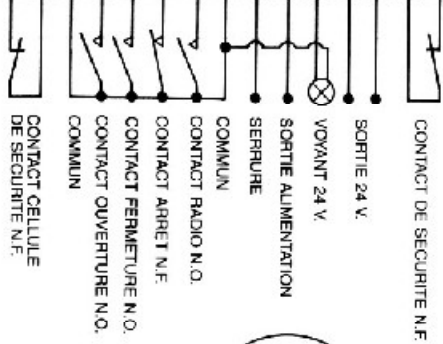 CONTACT CELLULE
DE SECURITE N.F.
COMMUN
CONTACT OUVERTURE N.O.
CONTACT FERMETURE N.O.
CONTACT ARRET N.F.
CONTACT RADIO N.O.
COMMUN
SERRURE
SORTIE ALIMENTATION
VOYANT 24 V.
SORTIE 24 V.
CONTACT DE SECURITE N.F.